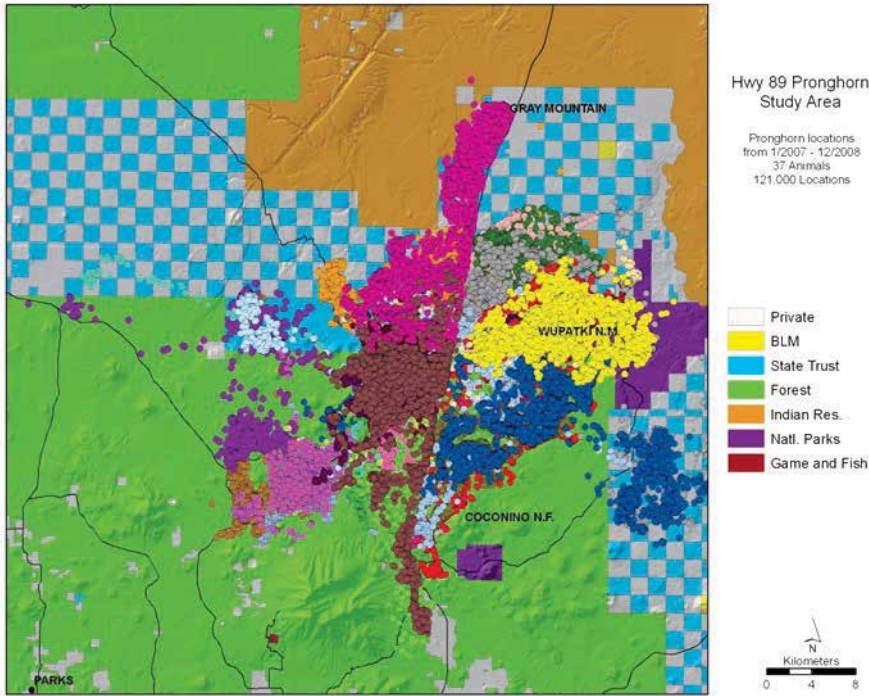 Hwy 89 Pronghorn
Study Area
Pronghorn locations
from 1/2007 - 12/2008
37 Animals
121,000 Locations
GRAY MOUNTAIN
WUPATKI N.M.
COCONINO N.F.
PARKS
Private
BLM
State Trust
Forest
Indian Res.
Natl. Parks
Game and Fish
N
Kilometers
0 2 4 8